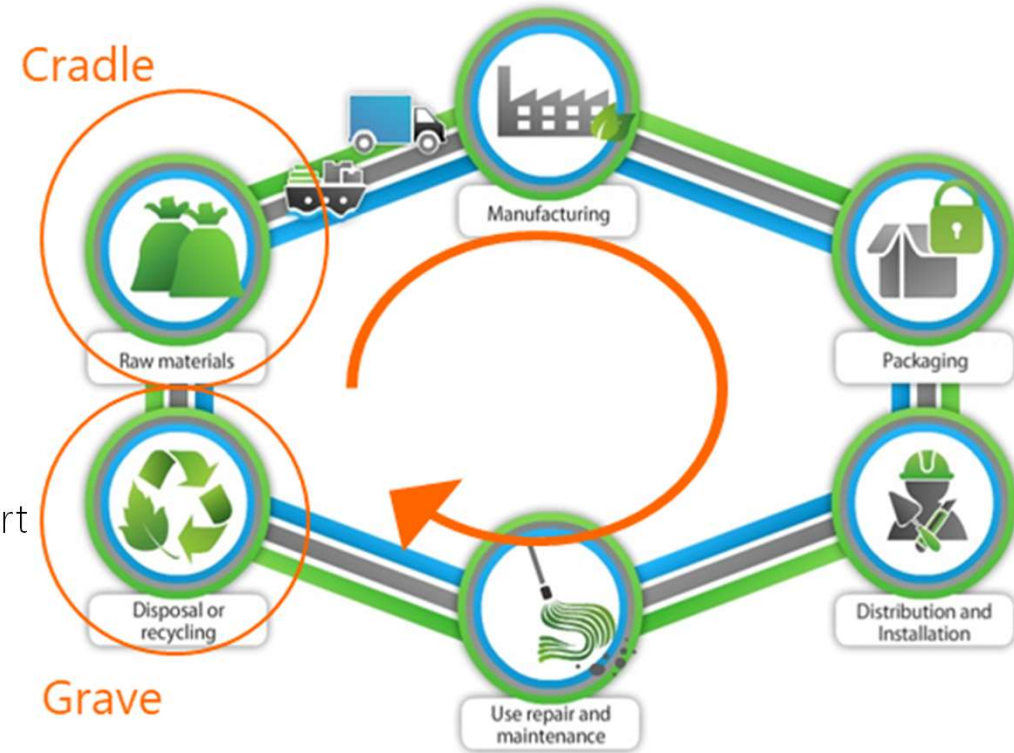 Cradle
Manufacturing
Raw materials
Packaging
rt
Disposal or
recycling
Distribution and
Installation
Grave
Use repair and
maintenance